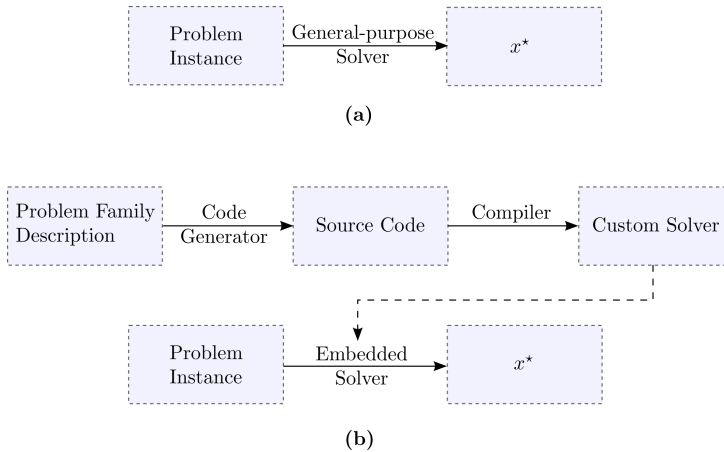 Problem
Instance
General-purpose
Solver
x⋆
(a)
Problem Family
Description
Code
Generator
Source Code
Compiler
Custom Solver
Problem
Instance
Embedded
Solver
x⋆
(b)